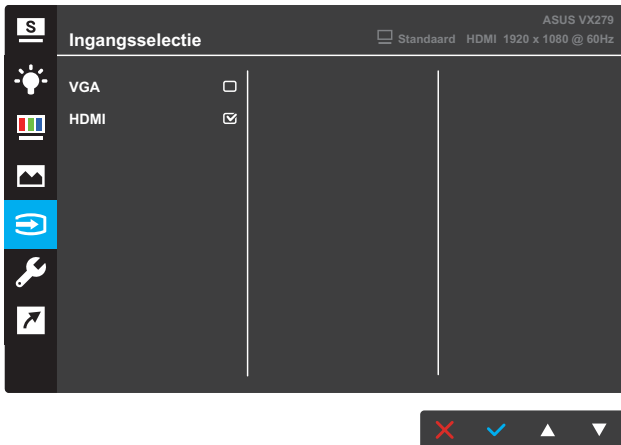 S
ASUS VX279
Ingangsselectie
Standaard HDMI 1920 x 1080 @ 60Hz
VGA
HDMI